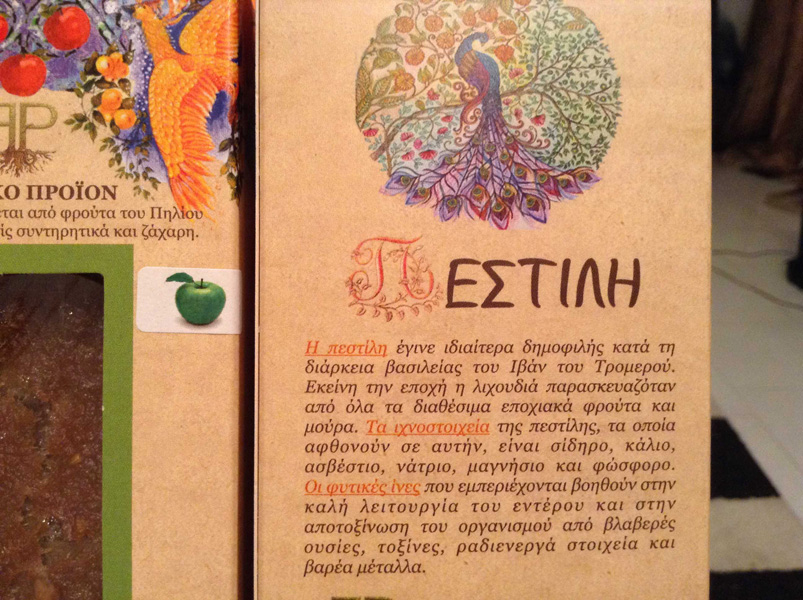 ΚΟ ΠΡΟΪΟΝ
εται από φρούτα του Πηλίου
ίς συντηρητικά και ζάχαρη.
ΠΕΣΤΙΛΗ
Η πεστίλη έγινε ιδιαίτερα δημοφιλής κατά τη
διάρκεια βασιλείας του Ιβάν του Τρομερού.
Εκείνη την εποχή η λιχουδιά παρασκευαζόταν
από όλα τα διαθέσιμα εποχιακά φρούτα και
μούρα. Τα ιχνοστοιχεία της πεστίλης, τα οποία
αφθονούν σε αυτήν, είναι σίδηρο, κάλιο,
ασβέστιο, νάτριο, μαγνήσιο και φώσφορο.
Οι φυτικές ίνες που εμπεριέχονται βοηθούν στην
καλή λειτουργία του εντέρου και στην
αποτοξίνωση του οργανισμού από βλαβερές
ουσίες, τοξίνες, ραδιενεργά στοιχεία και
βαρέα μέταλλα.